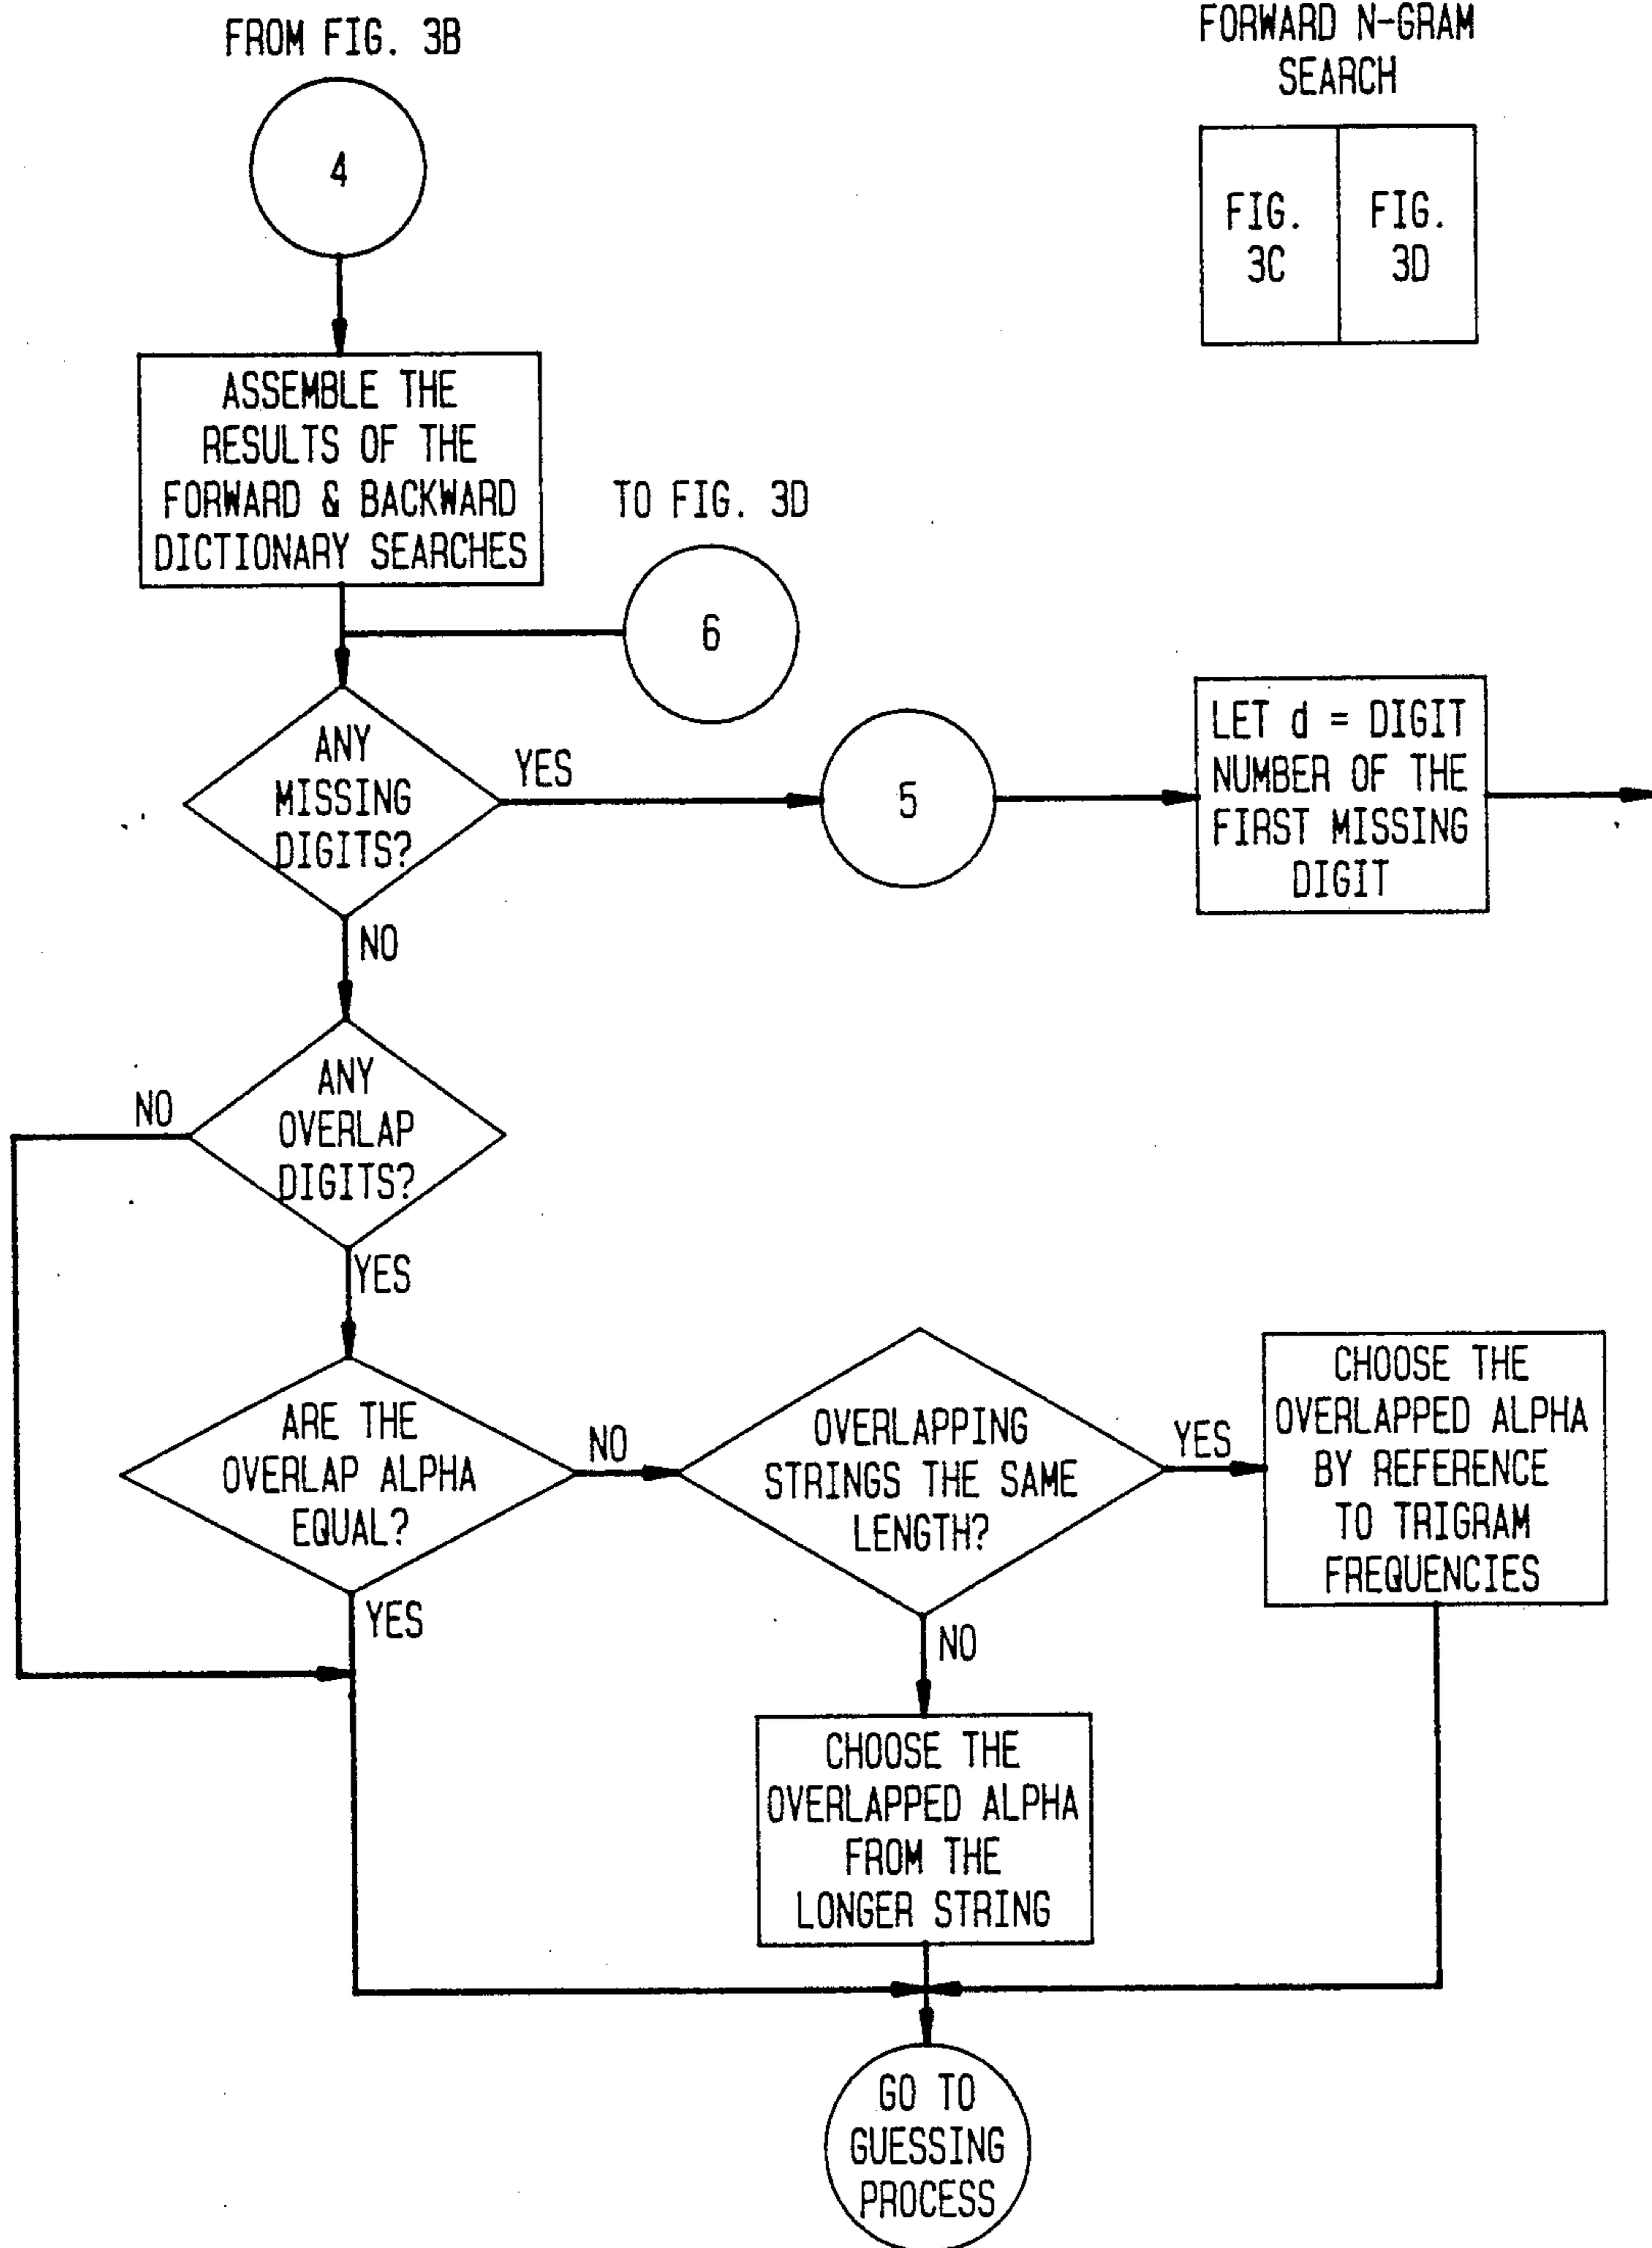 FROM FIG. 3B
FORWARD N-GRAM
SEARCH
4
FIG.
3C
FIG.
3D
ASSEMBLE THE
RESULTS OF THE
FORWARD & BACKWARD
DICTIONARY SEARCHES
TO FIG. 3D
6
ANY
MISSING
DIGITS?
YES
5
LET d = DIGIT
NUMBER OF THE
FIRST MISSING
DIGIT
NO
ANY
OVERLAP
DIGITS?
NO
YES
ARE THE
OVERLAP ALPHA
EQUAL?
NO
OVERLAPPING
STRINGS THE SAME
LENGTH?
YES
CHOOSE THE
OVERLAPPED ALPHA
BY REFERENCE
TO TRIGRAM
FREQUENCIES
YES
NO
CHOOSE THE
OVERLAPPED ALPHA
FROM THE
LONGER STRING
GO TO
GUESSING
PROCESS